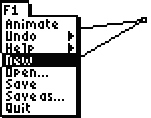 F1
Animate
Undo
Help
New
Open...
Save
Save as...
Quit